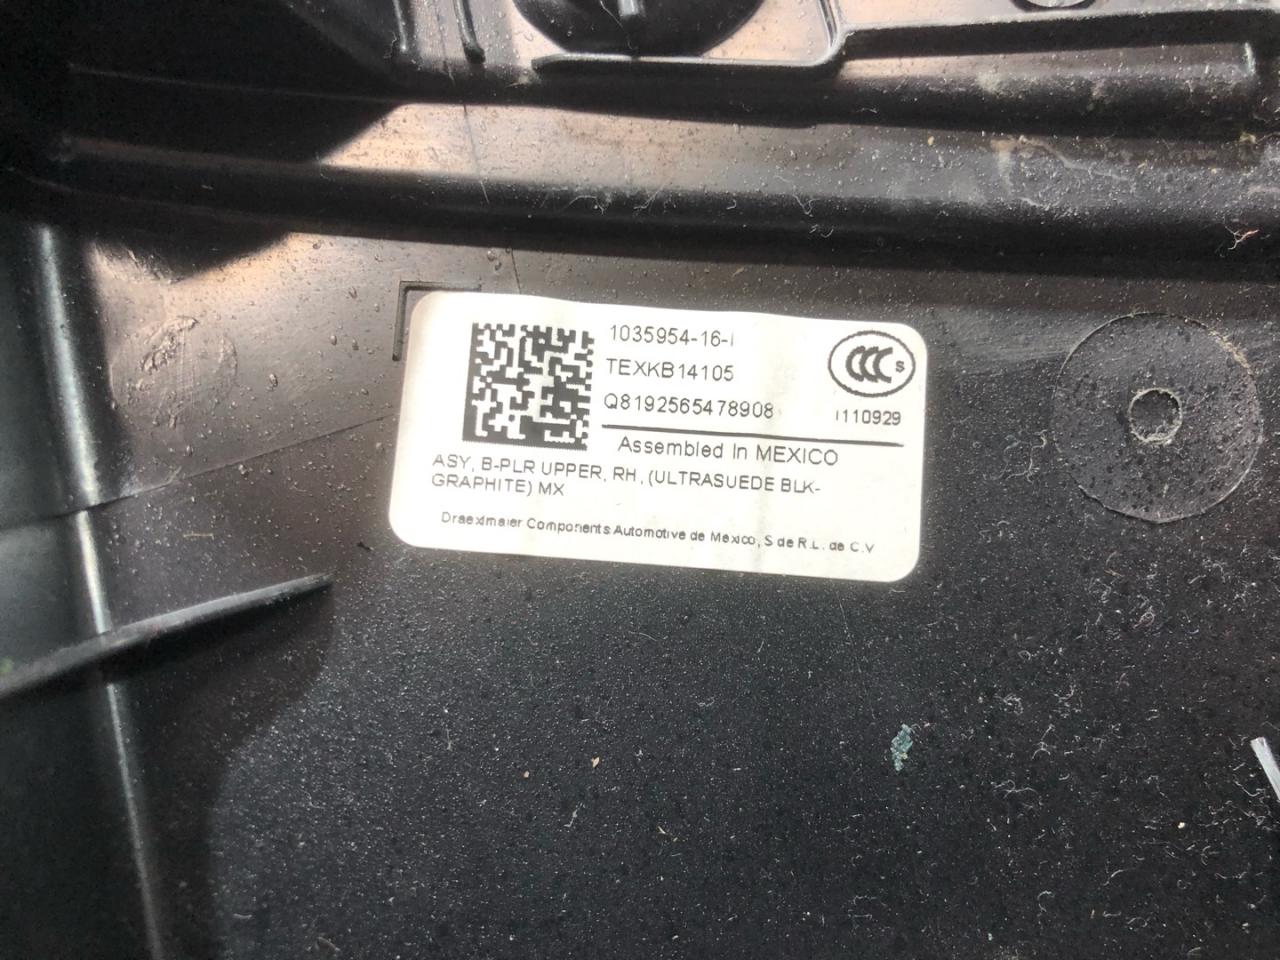 1035954-16-I
TEXKB14105
Q8192565478908
CCC S
I110929
Assembled In MEXICO
ASY, B-PLR UPPER, RH, (ULTRASUEDE BLK-
GRAPHITE) MX
Draexlmaier Components Automotive de Mexico, S de R.L. de C.V